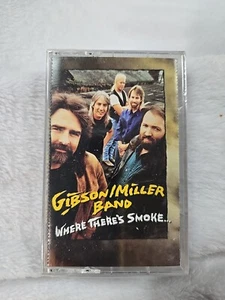 GIBSON/MILLER
BAND
WHERE THERE'S SMOKE...